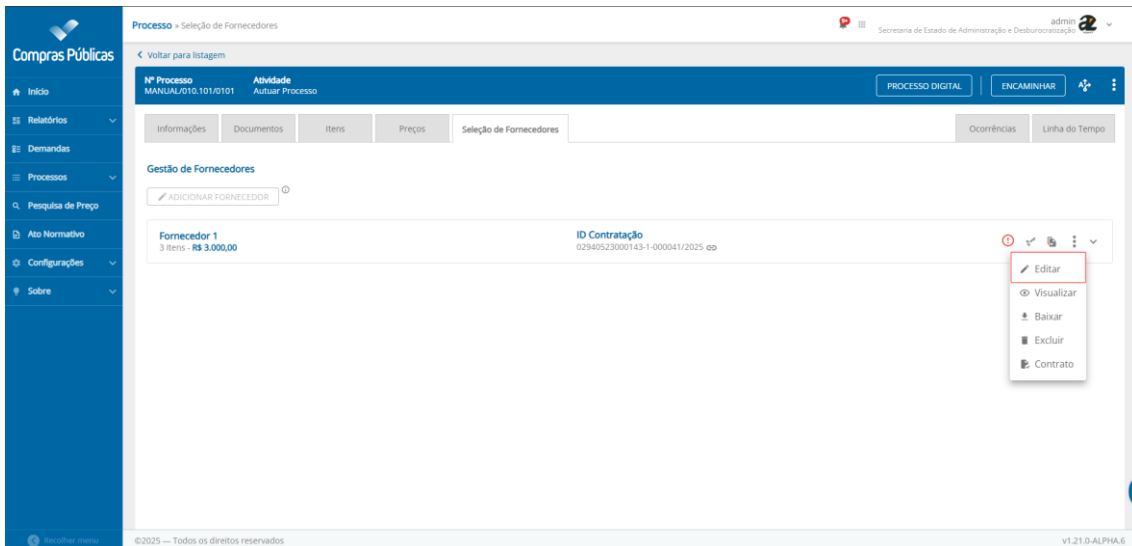 Compras Públicas
Início
Relatórios
Demandas
Processos
Pesquisa de Preço
Ato Normativo
Configurações
Sobre
Recolher menu
Processo » Seleção de Fornecedores
admin
Secretaria de Estado de Administração e Desburocratização
Voltar para listagem
Nº Processo Atividade
MANUAL/010.101/0101 Autuar Processo
PROCESSO DIGITAL ENCAMINHAR
Informações Documentos Itens Preços Seleção de Fornecedores Ocorrências Linha do Tempo
Gestão de Fornecedores
ADICIONAR FORNECEDOR
Fornecedor 1 ID Contratação
3 Itens - R$ 3.000,00 02940523000143-1-000041/2025
Editar
Visualizar
Baixar
Excluir
Contrato
©2025 — Todos os direitos reservados v1.21.0-ALPHA.6